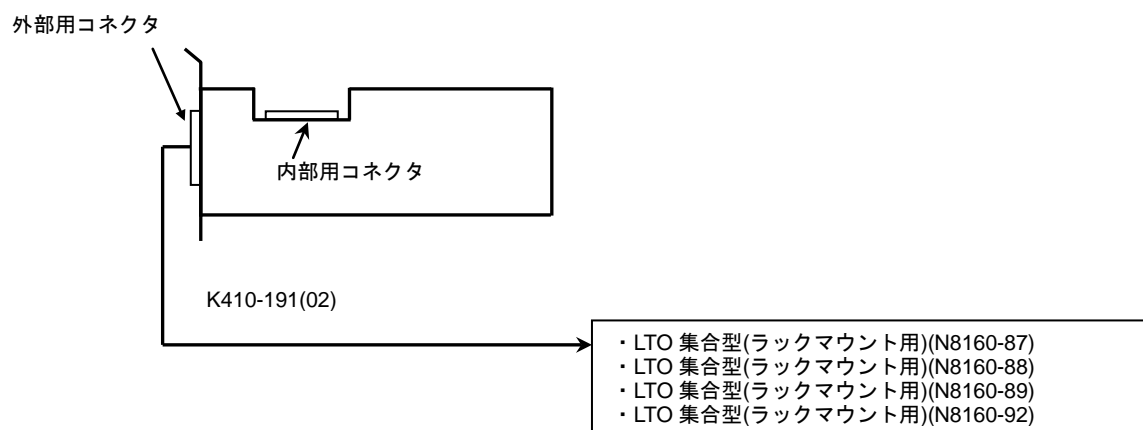 外部用コネクタ
内部用コネクタ
K410-191(02)
・LTO 集合型(ラックマウント用)(N8160-87)
・LTO 集合型(ラックマウント用)(N8160-88)
・LTO 集合型(ラックマウント用)(N8160-89)
・LTO 集合型(ラックマウント用)(N8160-92)